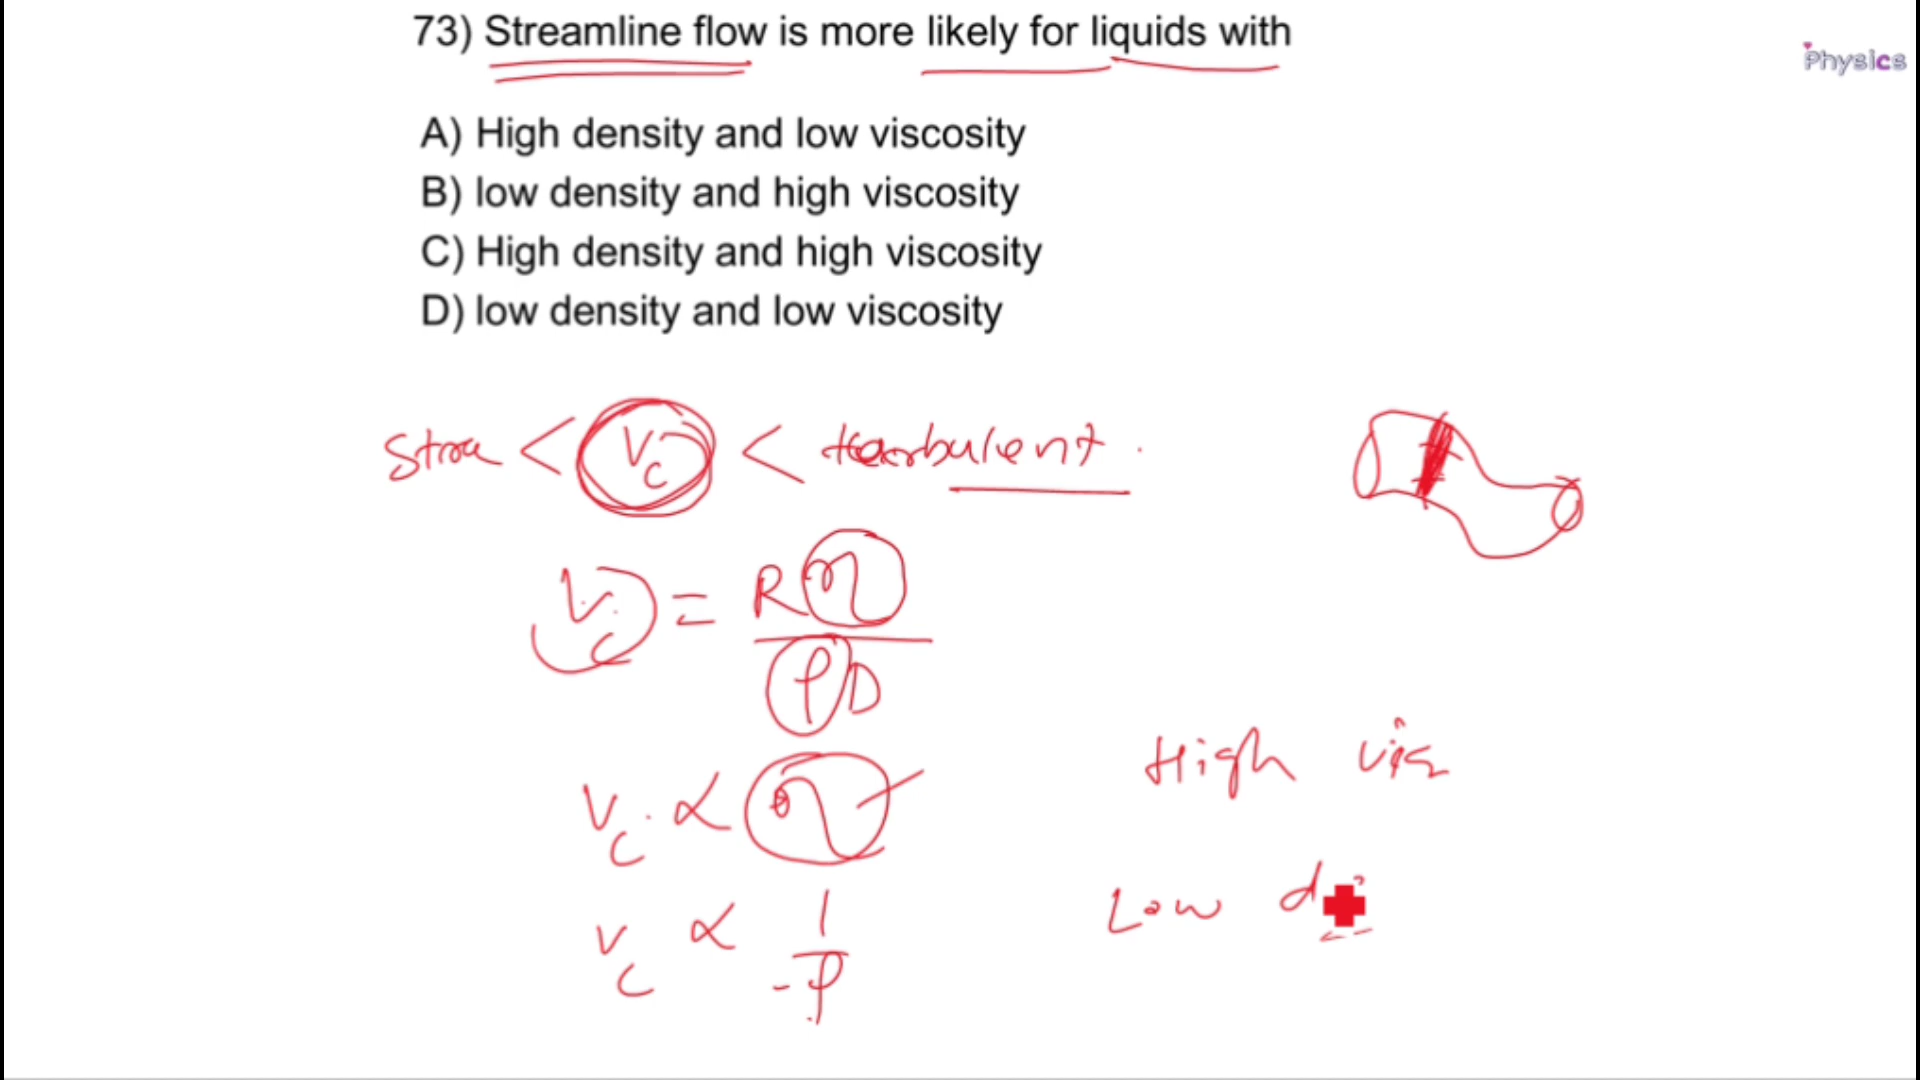 73) Streamline flow is more likely for liquids with
Physics
A) High density and low viscosity
B) low density and high viscosity
C) High density and high viscosity
D) low density and low viscosity
< Vc < turbulent.
Vc = Rη / ρD
Vc ∝ η
High
Vc ∝ 1 / ρ
Low